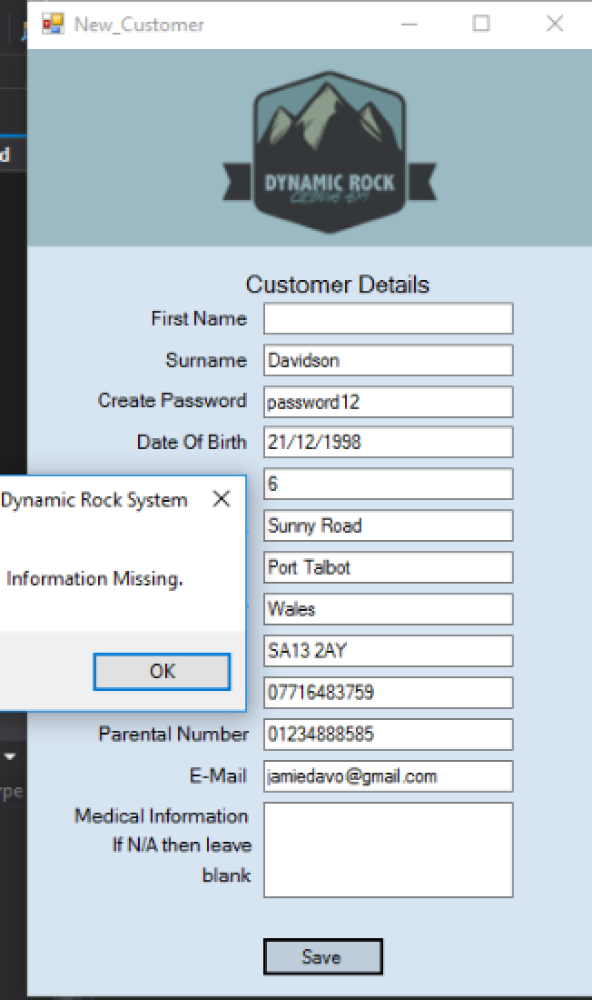 New_Customer
d
DYNAMIC ROCK
Customer Details
First Name
Surname Davidson
Create Password password12
Date Of Birth 21/12/1998
6
Sunny Road
Port Talbot
Wales
SA13 2AY
07716483759
Parental Number 01234888585
E-Mail jamiedavo@gmail.com
Medical Information
If N/A then leave
blank
Save
Dynamic Rock System
Information Missing.
OK
ype